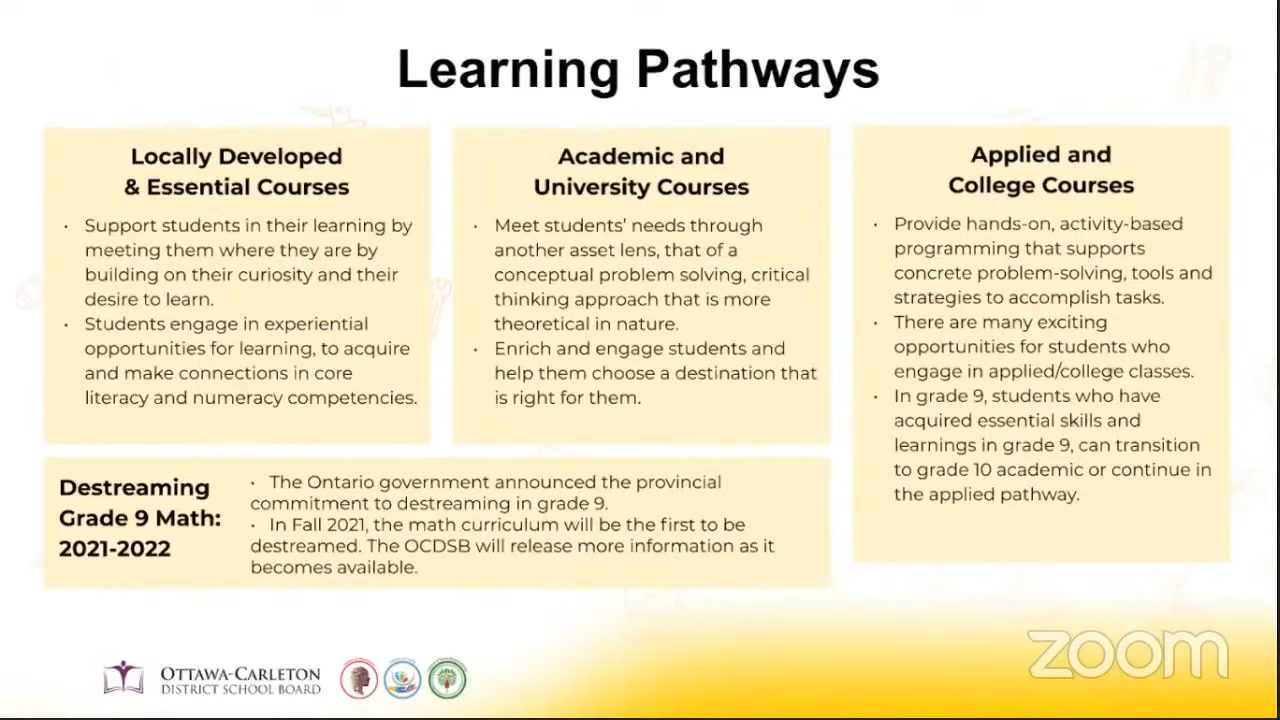 Learning Pathways
Locally Developed
& Essential Courses
• Support students in their learning by
meeting them where they are by
building on their curiosity and their
desire to learn.
• Students engage in experiential
opportunities for learning, to acquire
and make connections in core
literacy and numeracy competencies.
Academic and
University Courses
• Meet students' needs through
another asset lens, that of a
conceptual problem solving, critical
thinking approach that is more
theoretical in nature.
• Enrich and engage students and
help them choose a destination that
is right for them.
Applied and
College Courses
• Provide hands-on, activity-based
programming that supports
concrete problem-solving, tools and
strategies to accomplish tasks.
• There are many exciting
opportunities for students who
engage in applied/college classes.
• In grade 9, students who have
acquired essential skills and
learnings in grade 9, can transition
to grade 10 academic or continue in
the applied pathway.
Destreaming
Grade 9 Math:
2021-2022
• The Ontario government announced the provincial
commitment to destreaming in grade 9.
• In Fall 2021, the math curriculum will be the first to be
destreamed. The OCDSB will release more information as it
becomes available.
OTTAWA-CARLETON
DISTRICT SCHOOL BOARD
zoom